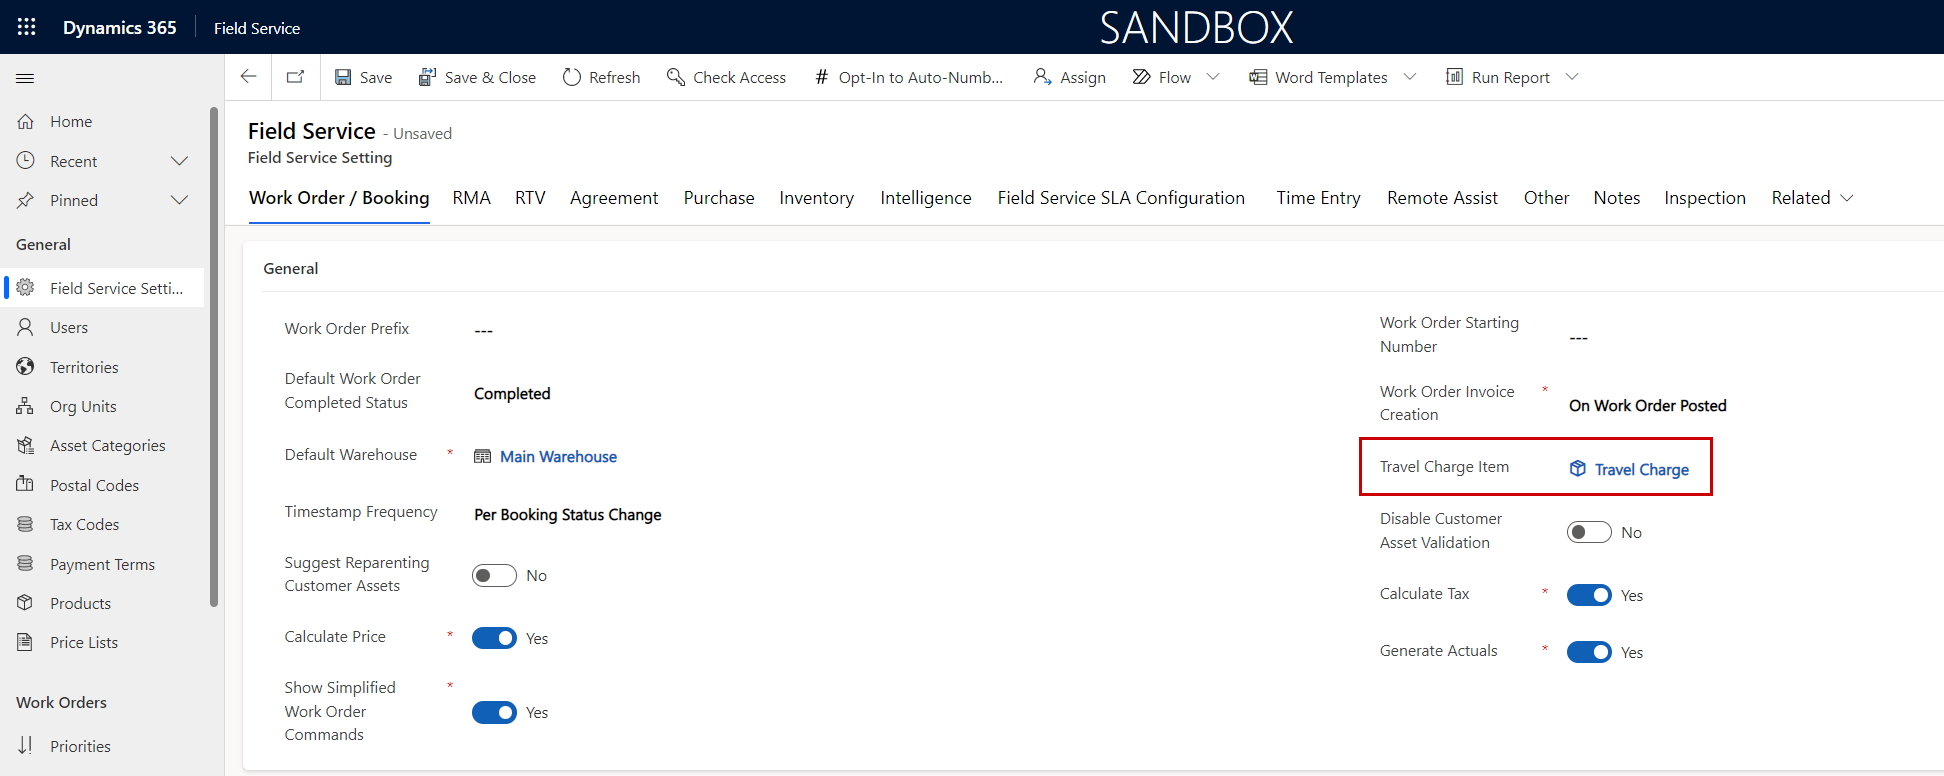 Dynamics 365
Field Service
SANDBOX
Save
Save & Close
Refresh
Check Access
# Opt-In to Auto-Numb...
Assign
Flow
Word Templates
Run Report
Home
Recent
Pinned
General
Field Service Setti...
Users
Territories
Org Units
Asset Categories
Postal Codes
Tax Codes
Payment Terms
Products
Price Lists
Work Orders
Priorities
Field Service - Unsaved
Field Service Setting
Work Order / Booking
RMA
RTV
Agreement
Purchase
Inventory
Intelligence
Field Service SLA Configuration
Time Entry
Remote Assist
Other
Notes
Inspection
Related
General
Work Order Prefix
---
Default Work Order
Completed Status
Completed
Default Warehouse *
Main Warehouse
Timestamp Frequency
Per Booking Status Change
Suggest Reparenting
Customer Assets
No
Calculate Price *
Yes
Show Simplified *
Work Order
Commands
Yes
Work Order Starting
Number
---
Work Order Invoice *
Creation
On Work Order Posted
Travel Charge Item
Travel Charge
Disable Customer
Asset Validation
No
Calculate Tax *
Yes
Generate Actuals *
Yes